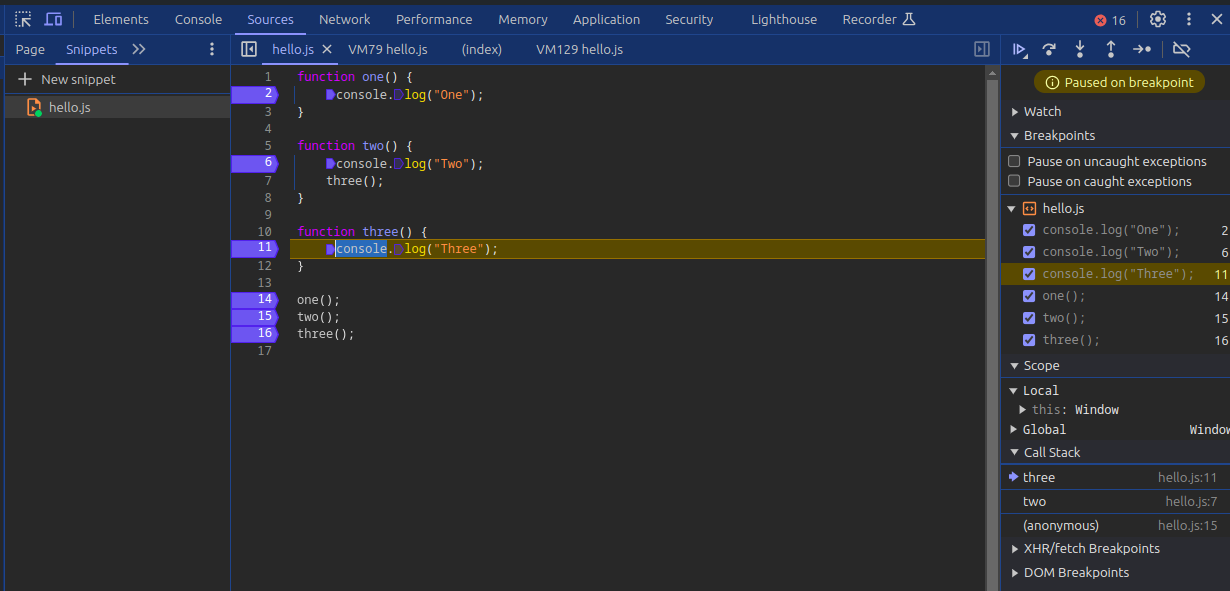 Elements Console Sources Network Performance Memory Application Security Lighthouse Recorder 16
Page Snippets
hello.js VM79 hello.js (index) VM129 hello.js
New snippet
hello.js
1 function one() {
2 console.log("One");
3 }
4
5 function two() {
6 console.log("Two");
7 three();
8 }
9
10 function three() {
11 console.log("Three");
12 }
13
14 one();
15 two();
16 three();
17
Paused on breakpoint
Watch
Breakpoints
Pause on uncaught exceptions
Pause on caught exceptions
hello.js
console.log("One"); 2
console.log("Two"); 6
console.log("Three"); 11
one(); 14
two(); 15
three(); 16
Scope
Local
this: Window
Global Window
Call Stack
three hello.js:11
two hello.js:7
(anonymous) hello.js:15
XHR/fetch Breakpoints
DOM Breakpoints